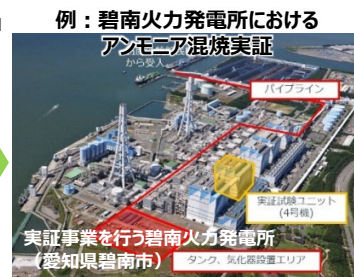 例：碧南火力発電所における
アンモニア混焼実証
から受入
パイプライン
実証試験ユニット
(4号機)
実証事業を行う碧南火力発電所
（愛知県碧南市）
タンク、気化器設置エリア